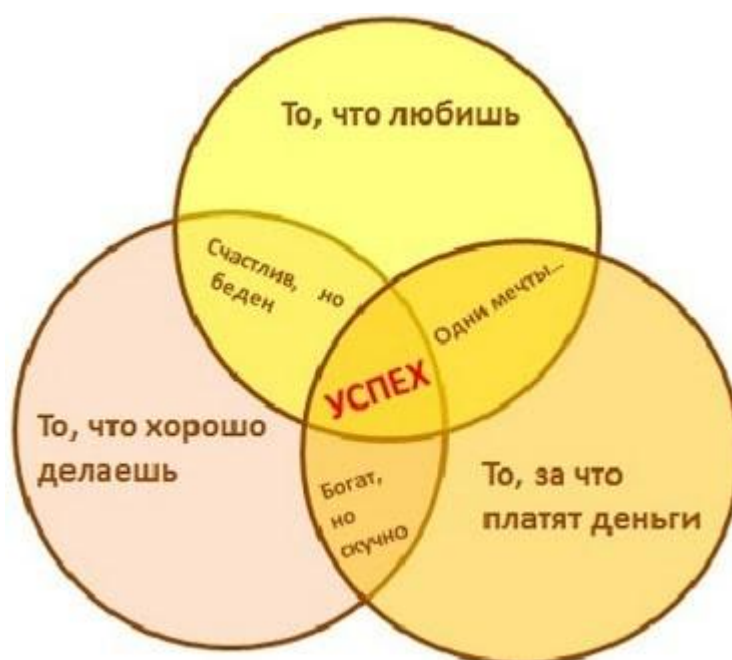 То, что любишь
Счастлив, но
беден
Одни мечты...
УСПЕХ
То, что хорошо
делаешь
Богат,
но
скучно
То, за что
платят деньги